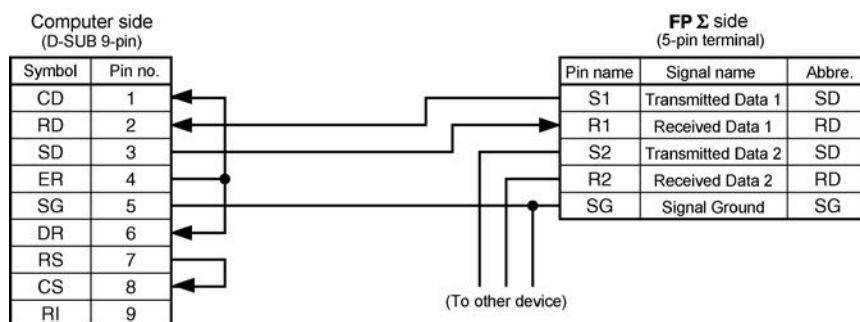 Computer side
(D-SUB 9-pin)
Symbol Pin no.
CD 1
RD 2
SD 3
ER 4
SG 5
DR 6
RS 7
CS 8
RI 9
FP Σ side
(5-pin terminal)
Pin name Signal name Abbre.
S1 Transmitted Data 1 SD
R1 Received Data 1 RD
S2 Transmitted Data 2 SD
R2 Received Data 2 RD
SG Signal Ground SG
(To other device)